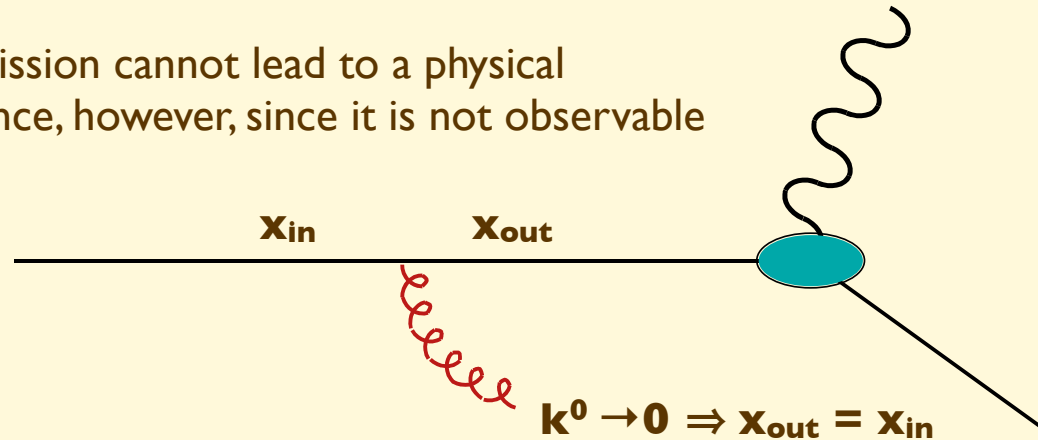 ission cannot lead to a physical
nce, however, since it is not observable
xin xout
k⁰ →0 ⇒ xout = xin